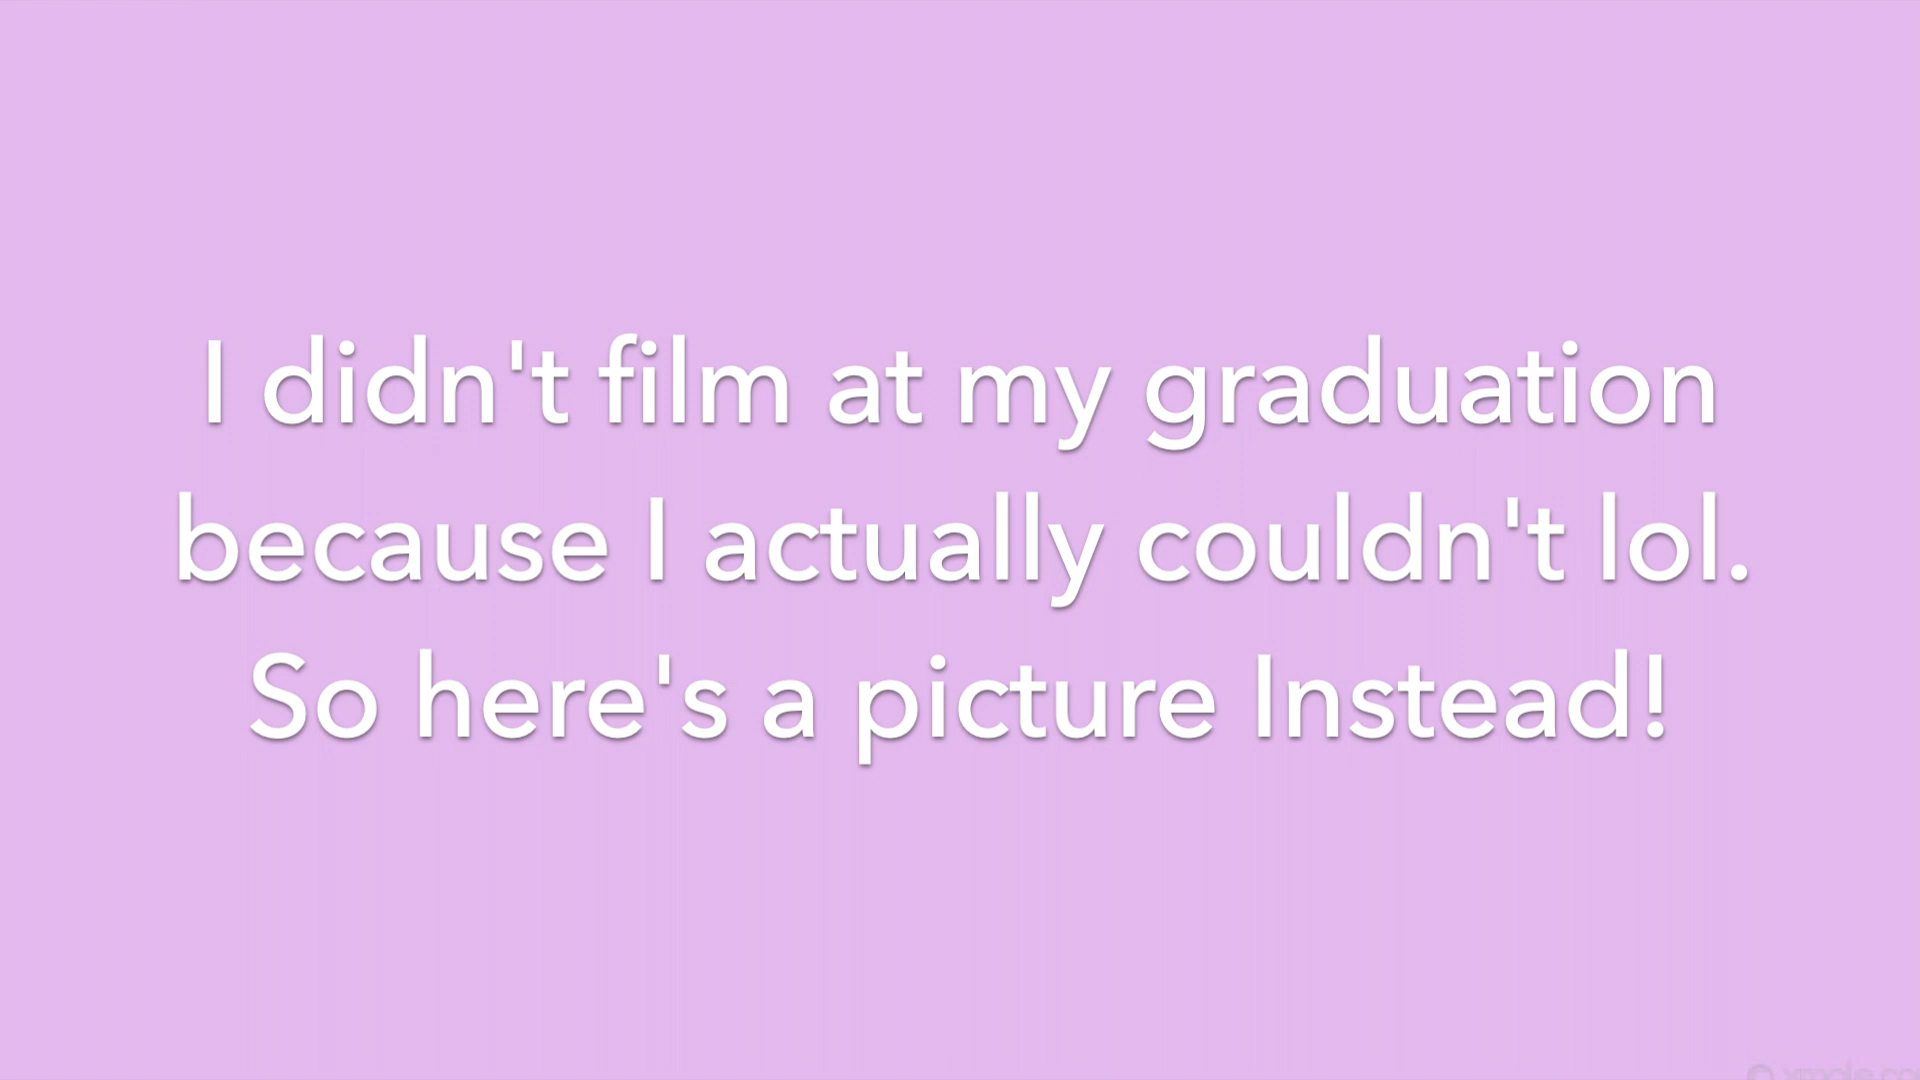 I didn't film at my graduation
because I actually couldn't lol.
So here's a picture Instead!